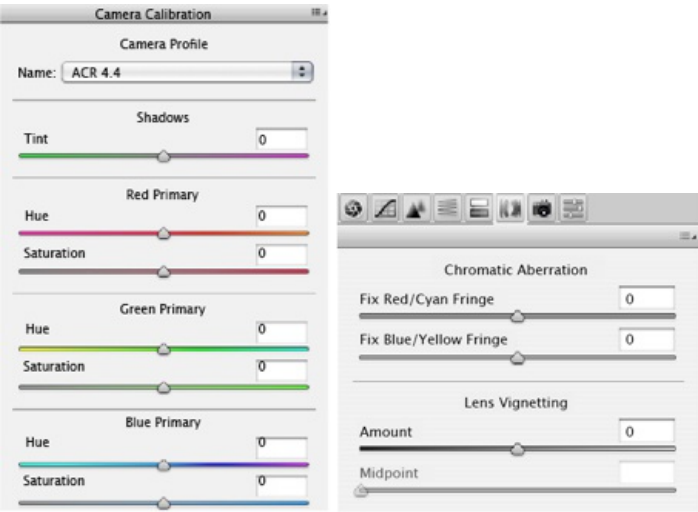 Camera Calibration
Camera Profile
Name: ACR 4.4
Shadows
Tint 0
Red Primary
Hue 0
Saturation 0
Green Primary
Hue 0
Saturation 0
Blue Primary
Hue 0
Saturation 0
Chromatic Aberration
Fix Red/Cyan Fringe 0
Fix Blue/Yellow Fringe 0
Lens Vignetting
Amount 0
Midpoint